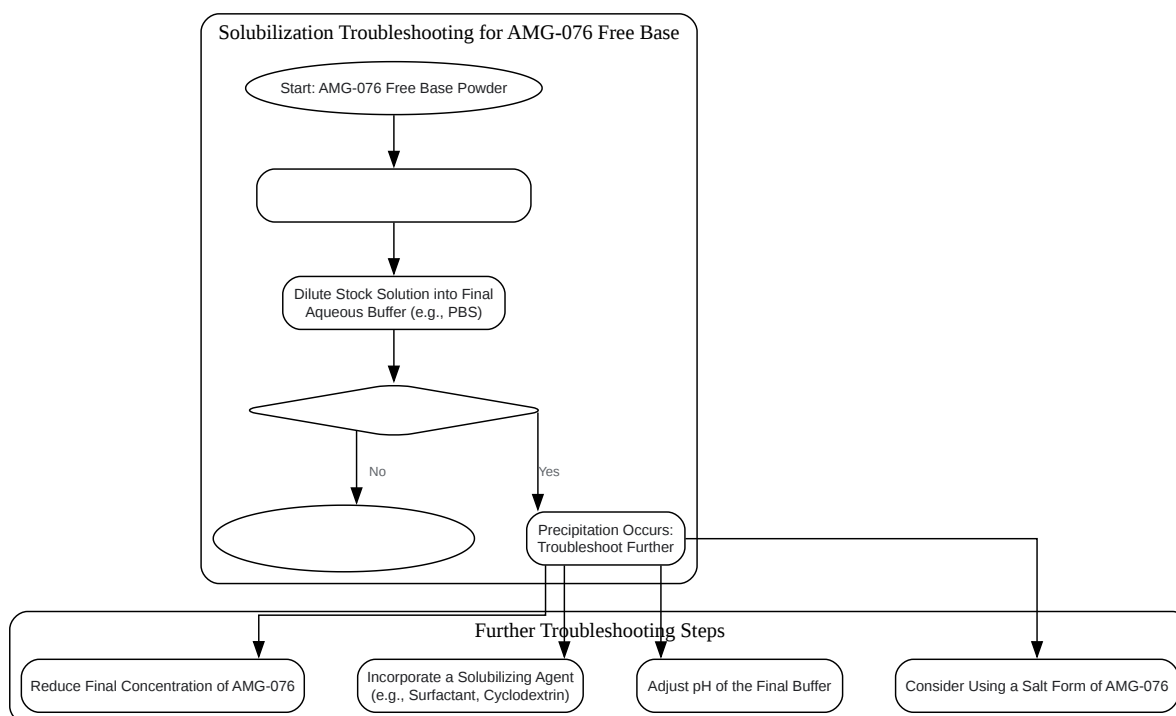 Solubilization Troubleshooting for AMG-076 Free Base
Start: AMG-076 Free Base Powder
Dilute Stock Solution into Final
Aqueous Buffer (e.g., PBS)
No
Yes
Precipitation Occurs:
Troubleshoot Further
Further Troubleshooting Steps
Reduce Final Concentration of AMG-076
Incorporate a Solubilizing Agent
(e.g., Surfactant, Cyclodextrin)
Adjust pH of the Final Buffer
Consider Using a Salt Form of AMG-076